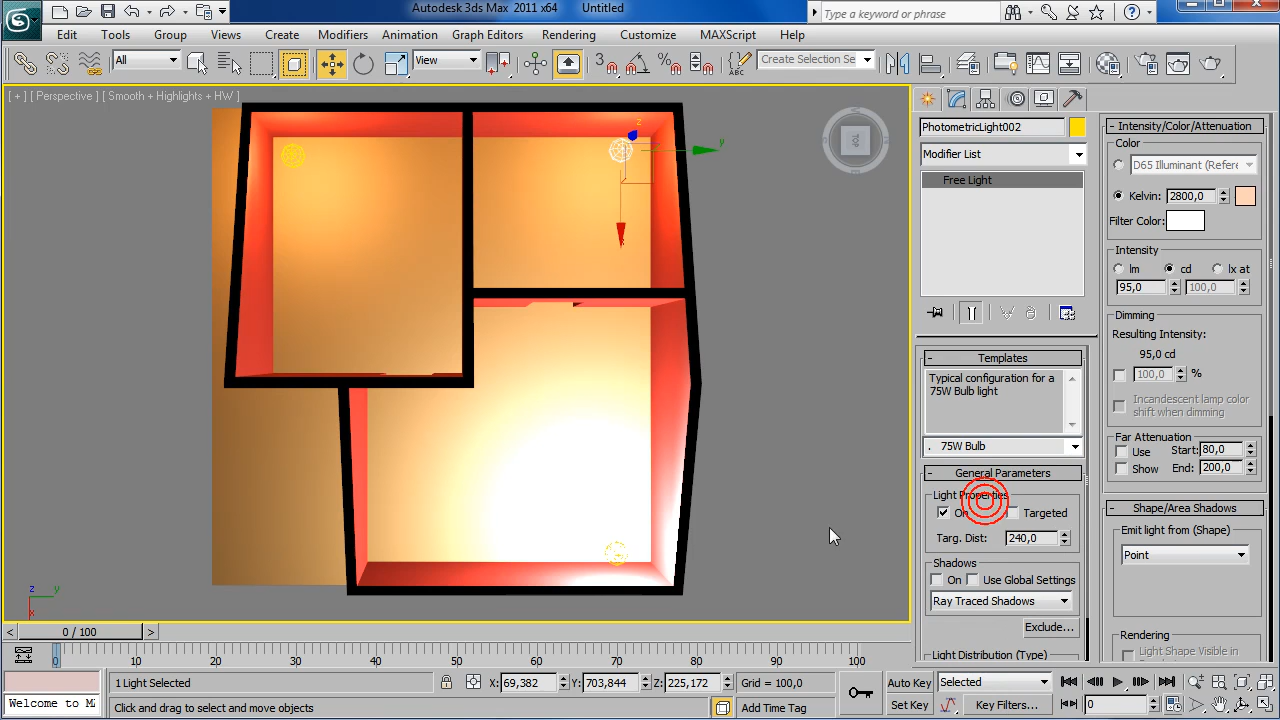 Autodesk 3ds Max 2011 x64 Untitled
Type a keyword or phrase
Edit Tools Group Views Create Modifiers Animation Graph Editors Rendering Customize MAXScript Help
All
View
3
Create Selection Se
[ + ] [ Perspective ] [ Smooth + Highlights + HW ]
TOP
z
y
x
PhotometricLight002
Modifier List
Free Light
- Templates
Typical configuration for a
75W Bulb light
. 75W Bulb
- General Parameters
Light Properties
On Targeted
Targ. Dist: 240,0
Shadows
On Use Global Settings
Ray Traced Shadows
Exclude...
Light Distribution (Type)
- Intensity/Color/Attenuation
Color
D65 Illuminant (Refere
Kelvin: 2800,0
Filter Color:
Intensity
lm cd lx at
95,0 100,0
Dimming
Resulting Intensity:
95,0 cd
100,0 %
Incandescent lamp color
shift when dimming
Far Attenuation
Use Start: 80,0
Show End: 200,0
- Shape/Area Shadows
Emit light from (Shape)
Point
Rendering
Light Shape Visible in
z
y
x
< 0 / 100 >
0 10 20 30 40 50 60 70 80 90 100
Welcome to MA
1 Light Selected
X: 69,382 Y: 703,844 Z: 225,172
Grid = 100,0
Click and drag to select and move objects
Add Time Tag
Auto Key Selected
Set Key Key Filters...
0